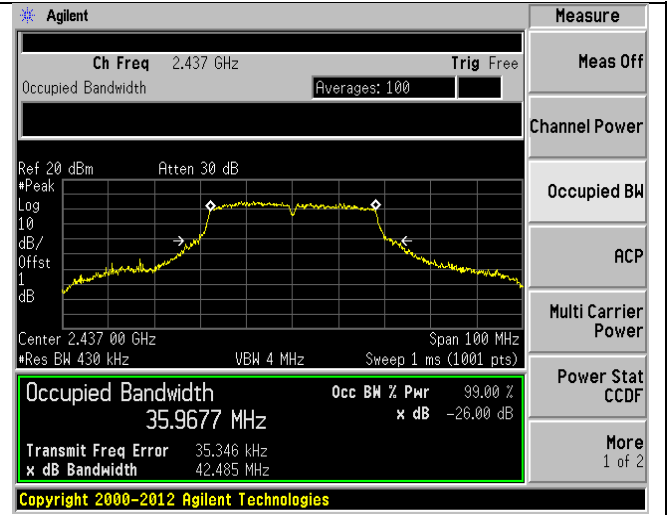 Agilent
Measure
Ch Freq 2.437 GHz Trig Free
Occupied Bandwidth Averages: 100
Ref 20 dBm Atten 30 dB
#Peak
Log
10
dB/
Offst
1
dB
Center 2.437 00 GHz Span 100 MHz
#Res BW 430 kHz VBW 4 MHz Sweep 1 ms (1001 pts)
Occupied Bandwidth Occ BW % Pwr 99.00 %
35.9677 MHz x dB -26.00 dB
Transmit Freq Error 35.346 kHz
x dB Bandwidth 42.485 MHz
Copyright 2000-2012 Agilent Technologies
Meas Off
Channel Power
Occupied BW
ACP
Multi Carrier
Power
Power Stat
CCDF
More
1 of 2